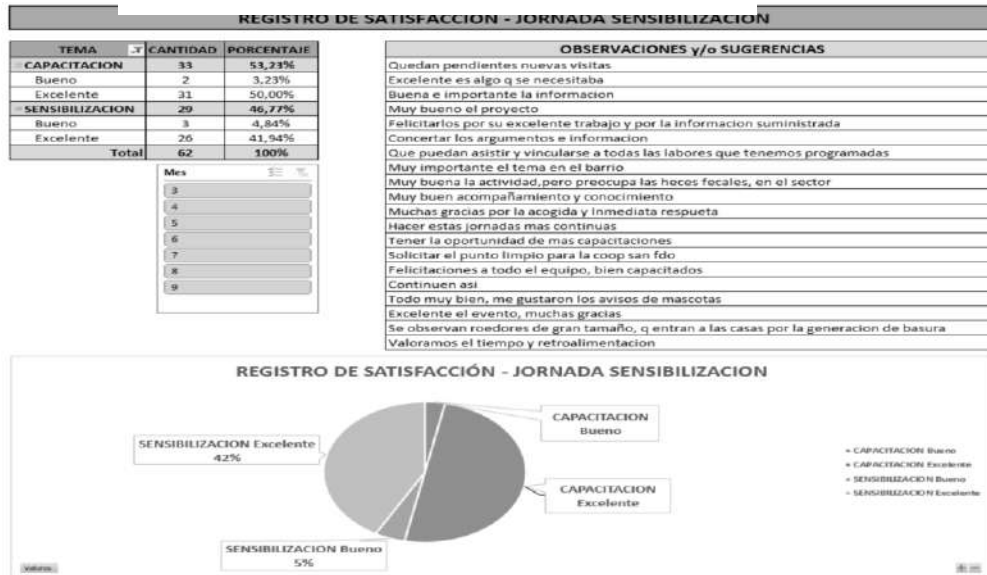 REGISTRO DE SATISFACCION - JORNADA SENSIBILIZACION
TEMA CANTIDAD PORCENTAJE
CAPACITACION 33 53,23%
Bueno 2 3,23%
Excelente 31 50,00%
SENSIBILIZACION 29 46,77%
Bueno 3 4,84%
Excelente 26 41,94%
Total 62 100%
Mes
3
4
5
6
7
8
9
OBSERVACIONES y/o SUGERENCIAS
Quedan pendientes nuevas visitas
Excelente es algo q se necesitaba
Buena e importante la informacion
Muy bueno el proyecto
Felicitarlos por su excelente trabajo y por la informacion suministrada
Concertar los argumentos e informacion
Que puedan asistir y vincularse a todas las labores que tenemos programadas
Muy importante el tema en el barrio
Muy buena la actividad,pero preocupa las heces fecales, en el sector
Muy buen acompañamiento y conocimiento
Muchas gracias por la acogida y inmediata respueta
Hacer estas jornadas mas continuas
Tener la oportunidad de mas capacitaciones
Solicitar el punto limpio para la coop san fdo
Felicitaciones a todo el equipo, bien capacitados
Continuen asi
Todo muy bien, me gustaron los avisos de mascotas
Excelente el evento, muchas gracias
Se observan roedores de gran tamaño, q entran a las casas por la generacion de basura
Valoramos el tiempo y retroalimentacion
REGISTRO DE SATISFACCIÓN - JORNADA SENSIBILIZACION
CAPACITACION
Bueno
SENSIBILIZACION Excelente
42%
CAPACITACION
Excelente
SENSIBILIZACION Bueno
5%
CAPACITACION Bueno
CAPACITACION Excelente
SENSIBILIZACION Bueno
SENSIBILIZACION Excelente
Valores